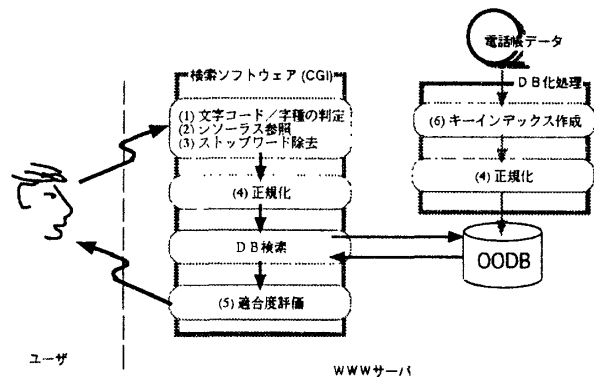 電話帳データ
検索ソフトウェア (CGI)
DB化処理
(1) 文字コード/字種の判定
(2) シソーラス参照
(3) ストップワード除去
(6) キーインデックス作成
(4) 正規化
(4) 正規化
DB検索
OODB
(5) 適合度評価
ユーザ
WWWサーバ